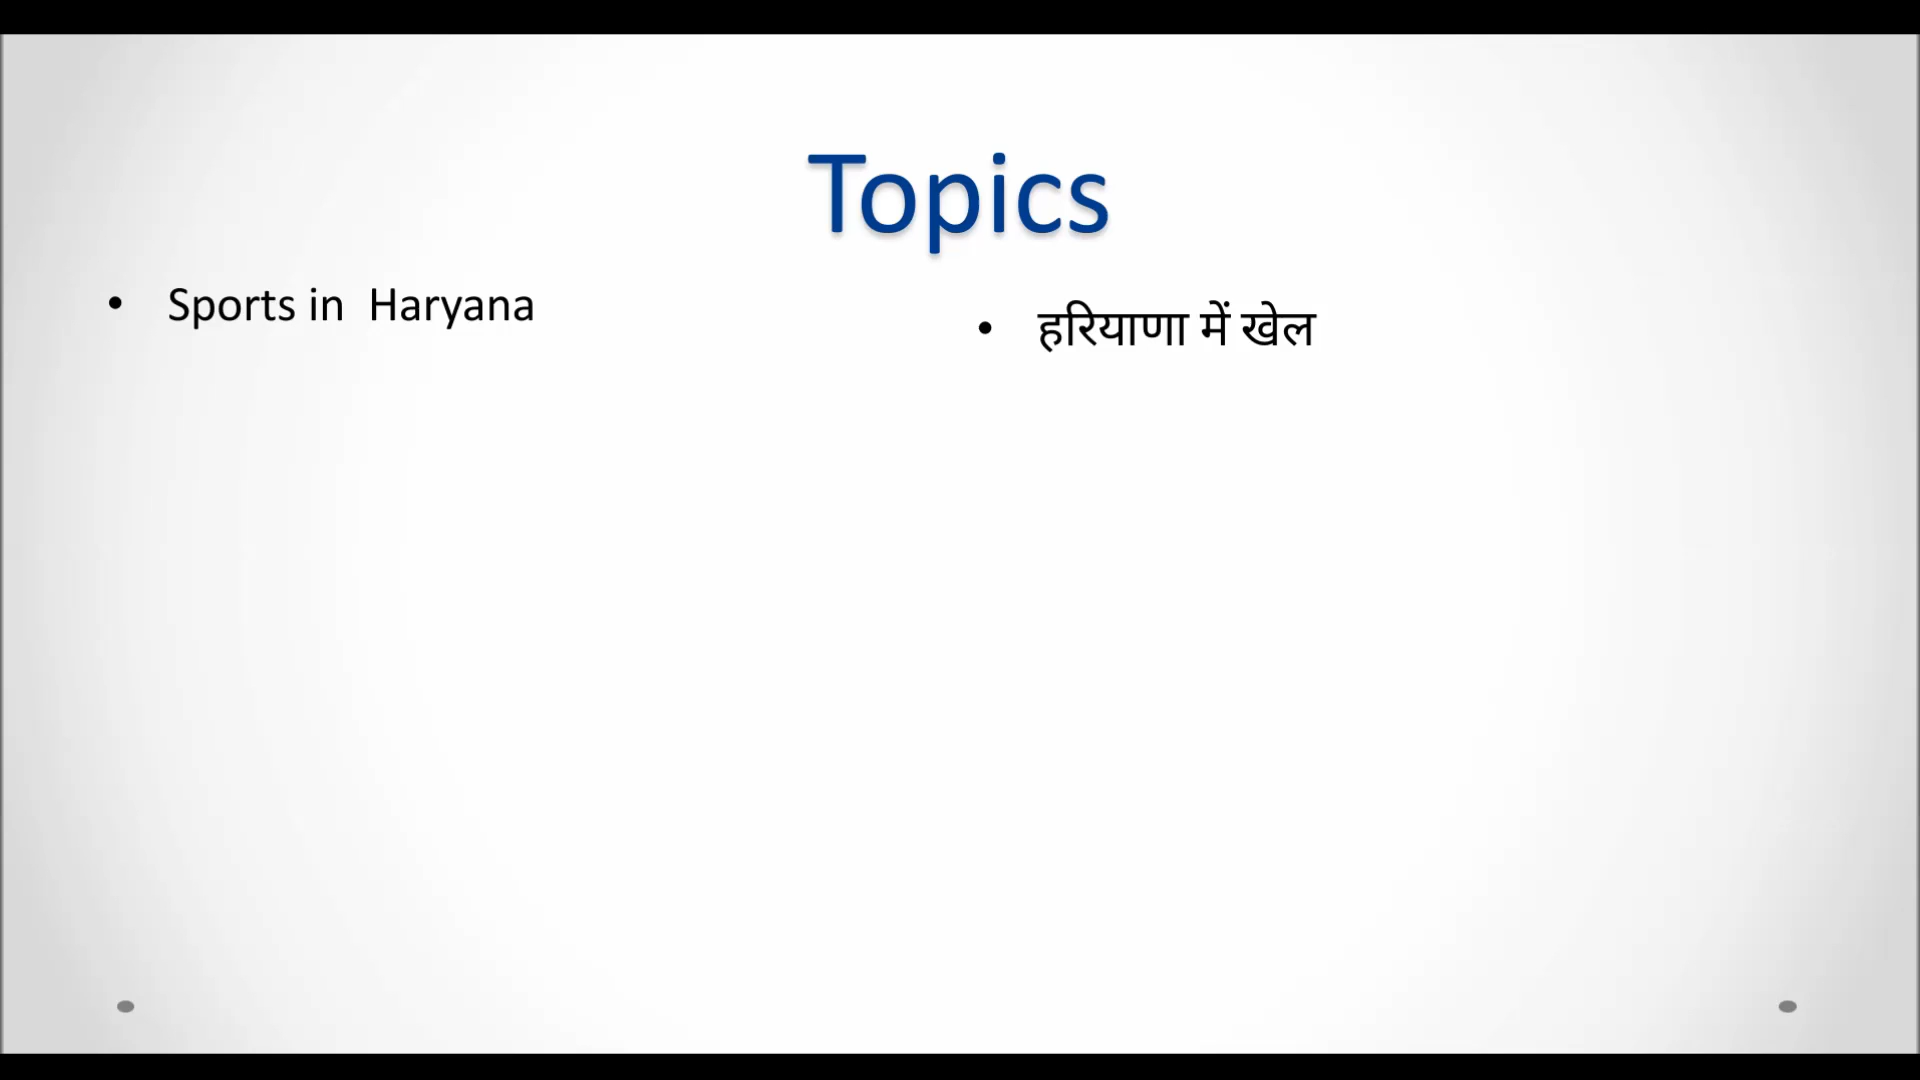 Topics
• Sports in  Haryana
• हरियाणा में खेल